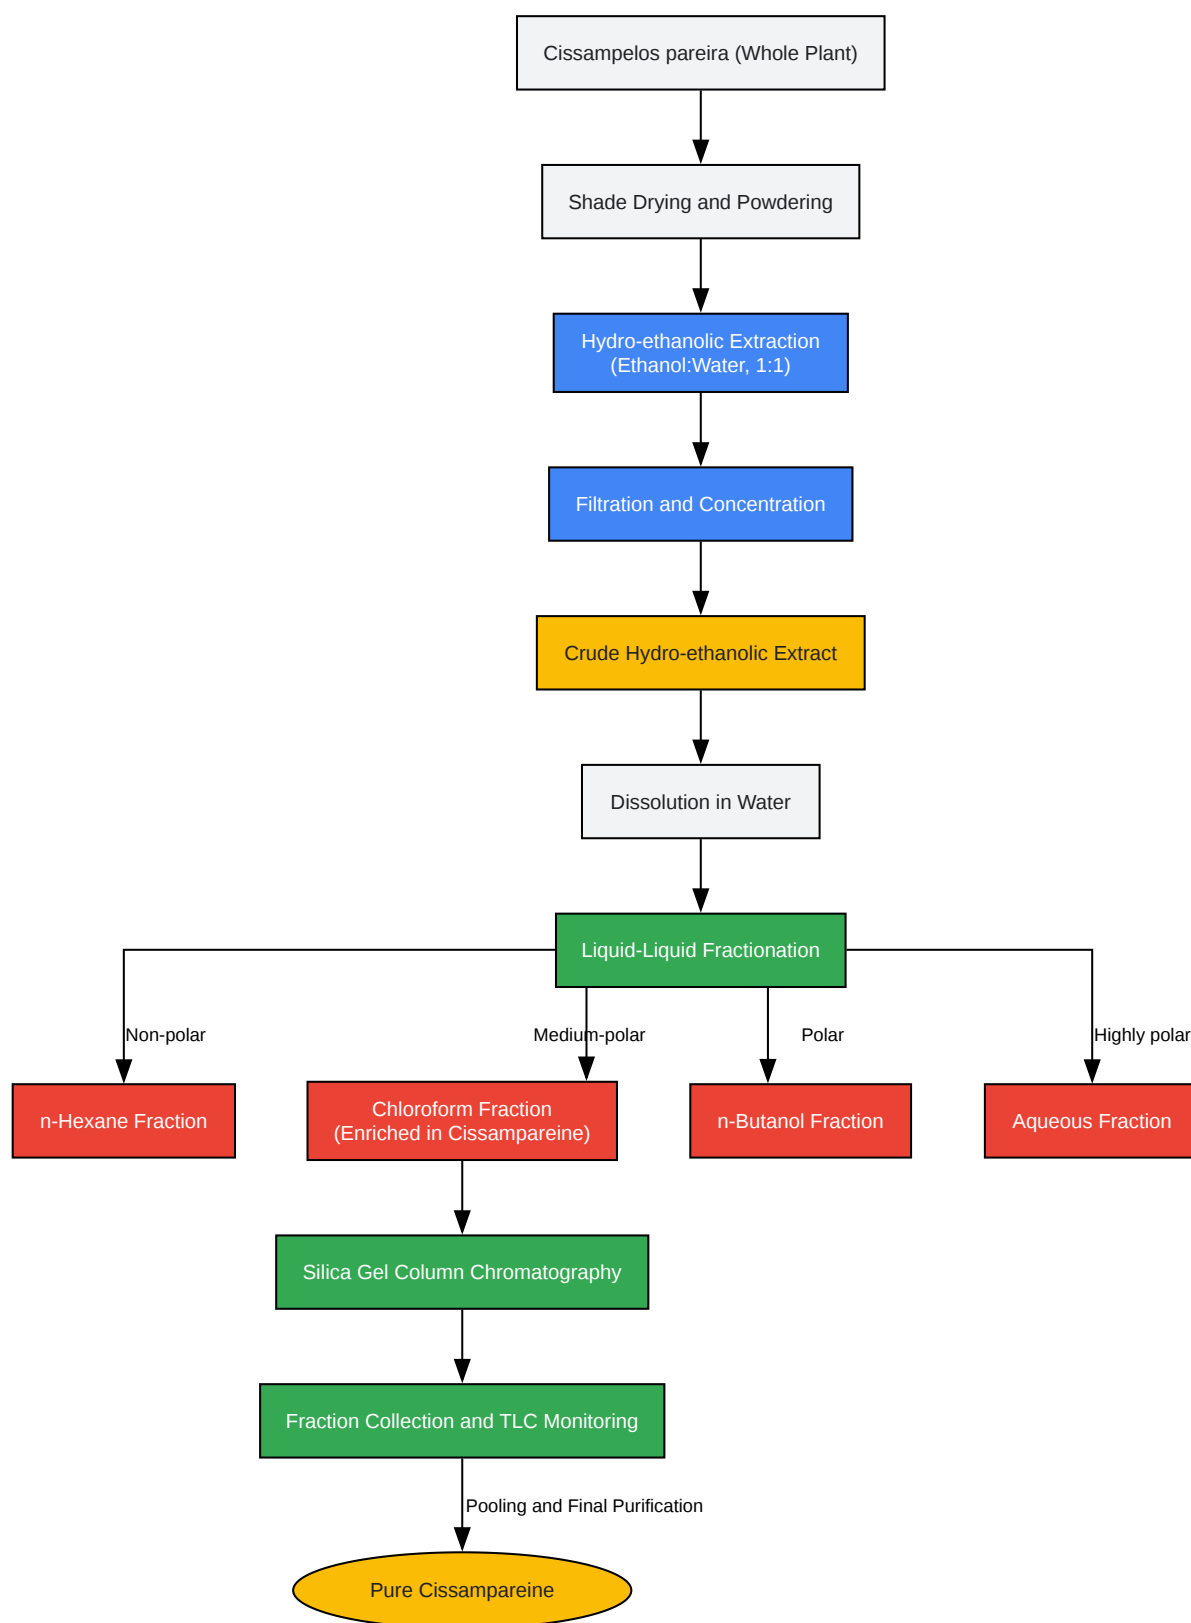 Cissampelos pareira (Whole Plant)
Shade Drying and Powdering
Hydro-ethanolic Extraction
(Ethanol:Water, 1:1)
Filtration and Concentration
Crude Hydro-ethanolic Extract
Dissolution in Water
Liquid-Liquid Fractionation
Non-polar
Medium-polar
Polar
Highly polar
n-Hexane Fraction
Chloroform Fraction
(Enriched in Cissampareine)
n-Butanol Fraction
Aqueous Fraction
Silica Gel Column Chromatography
Fraction Collection and TLC Monitoring
Pooling and Final Purification
Pure Cissampareine